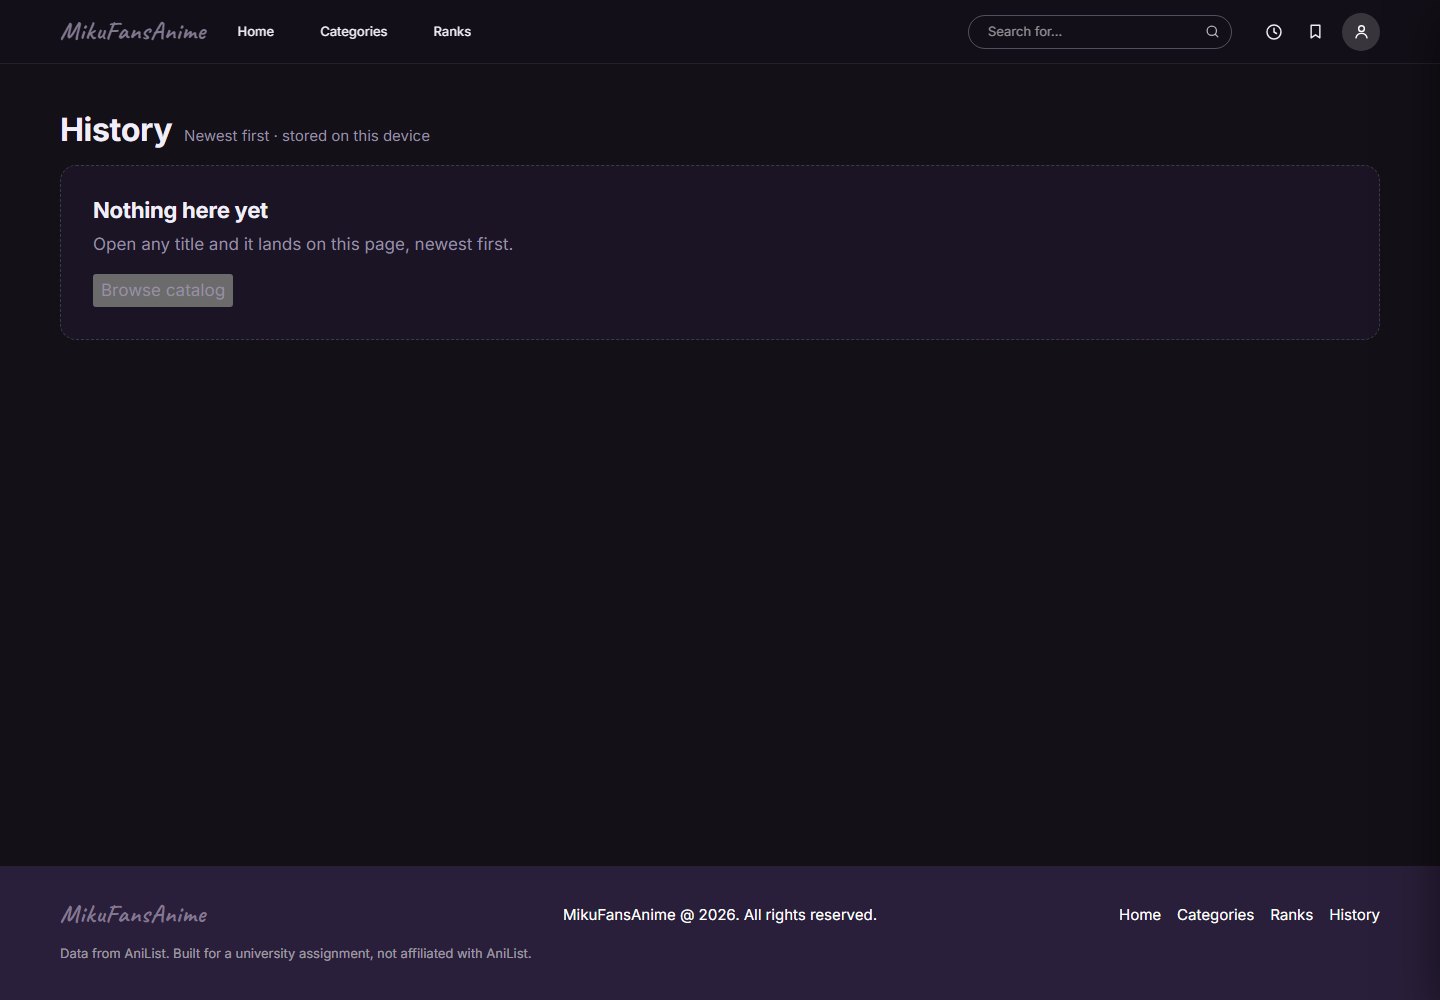 MikuFansAnime Home Categories Ranks Search for...
History Newest first · stored on this device
Nothing here yet
Open any title and it lands on this page, newest first.
Browse catalog
MikuFansAnime MikuFansAnime @ 2026. All rights reserved. Home Categories Ranks History
Data from AniList. Built for a university assignment, not affiliated with AniList.